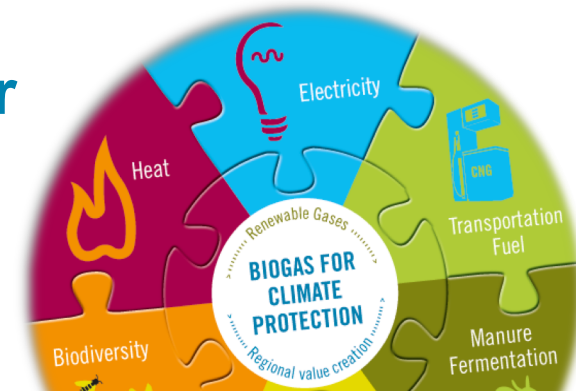 r
Electricity
Heat
CNG
Transportation
Fuel
Renewable Gases
BIOGAS FOR
CLIMATE
PROTECTION
Regional value creation
Biodiversity
Manure
Fermentation